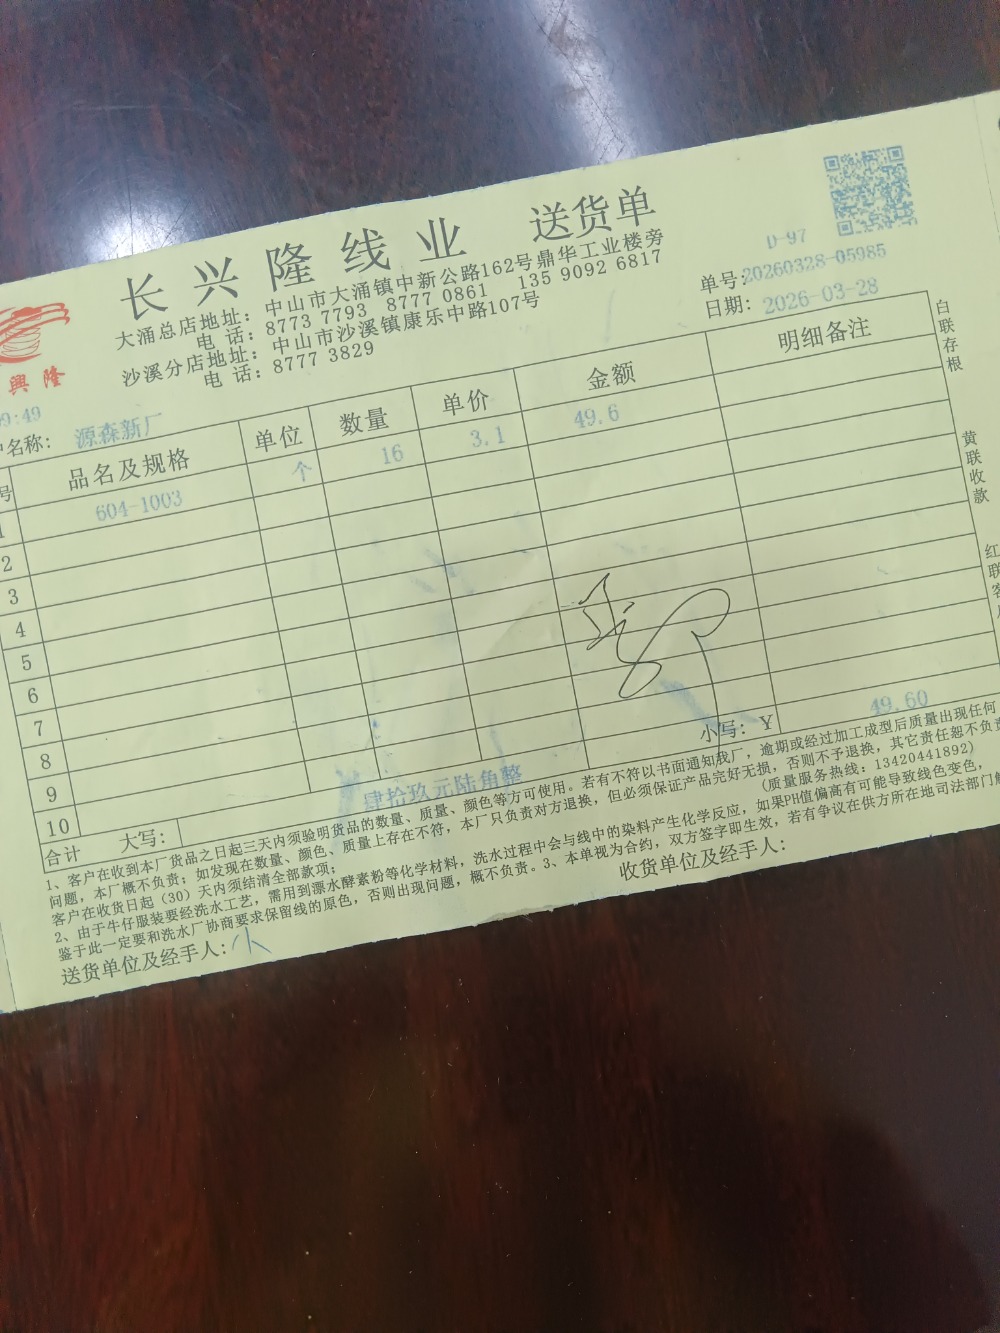 长兴隆线业 送货单
大涌总店地址：中山市大涌镇中新公路162号鼎华工业楼旁
电话：8773 7793 8777 0861 135 9092 6817
沙溪分店地址：中山市沙溪镇康乐中路107号
电话：8777 3829
D-97
单号：20260328-05985
日期：2026-03-28
興隆
09:49
户名称：源森新厂
号 品名及规格 单位 数量 单价 金额 明细备注
1 604-1003 个 16 3.1 49.6
2
3
4
5
6
7
8
9
10
合计 大写：肆拾玖元陆角整 小写：Y 49.60
1、客户在收到本厂货品之日起三天内须验明货品的数量、质量、颜色等方可使用。若有不符以书面通知我厂，逾期或经过加工成型后质量出现任何
问题，本厂概不负责；如发现在数量、颜色、质量上存在不符，本厂只负责对方退换，但必须保证产品完好无损，否则不予退换，其它责任恕不负责
客户在收货日起（30）天内须结清全部款项； (质量服务热线：13420441892)
2、由于牛仔服装要经洗水工艺，需用到漂水酵素粉等化学材料，洗水过程中会与线中的染料产生化学反应，如果PH值偏高有可能导致线色变色，
鉴于此一定要和洗水厂协商要求保留线的原色，否则出现问题，概不负责。3、本单视为合约，双方签字即生效，若有争议在供方所在地司法部门解
送货单位及经手人：小 收货单位及经手人：
白联存根
黄联收款
红联客